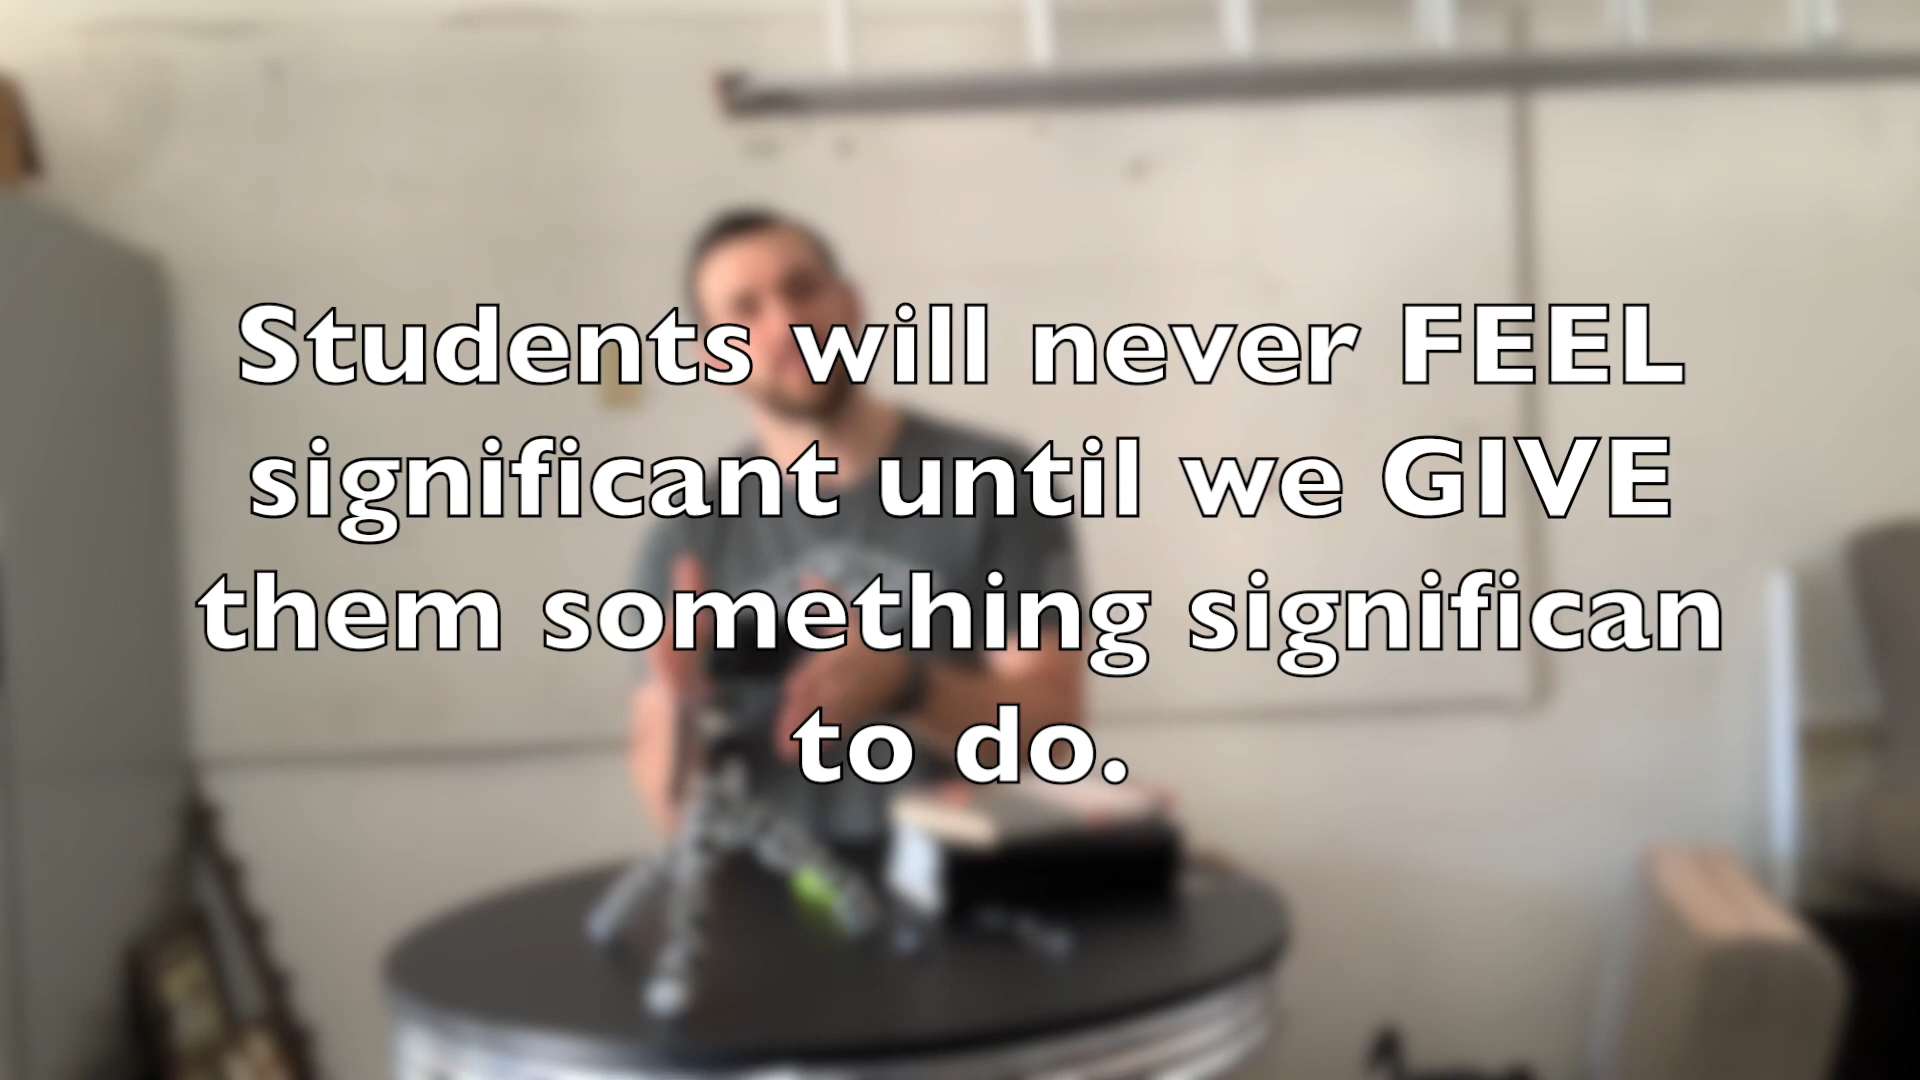 Students will never FEEL
significant until we GIVE
them something significan
to do.